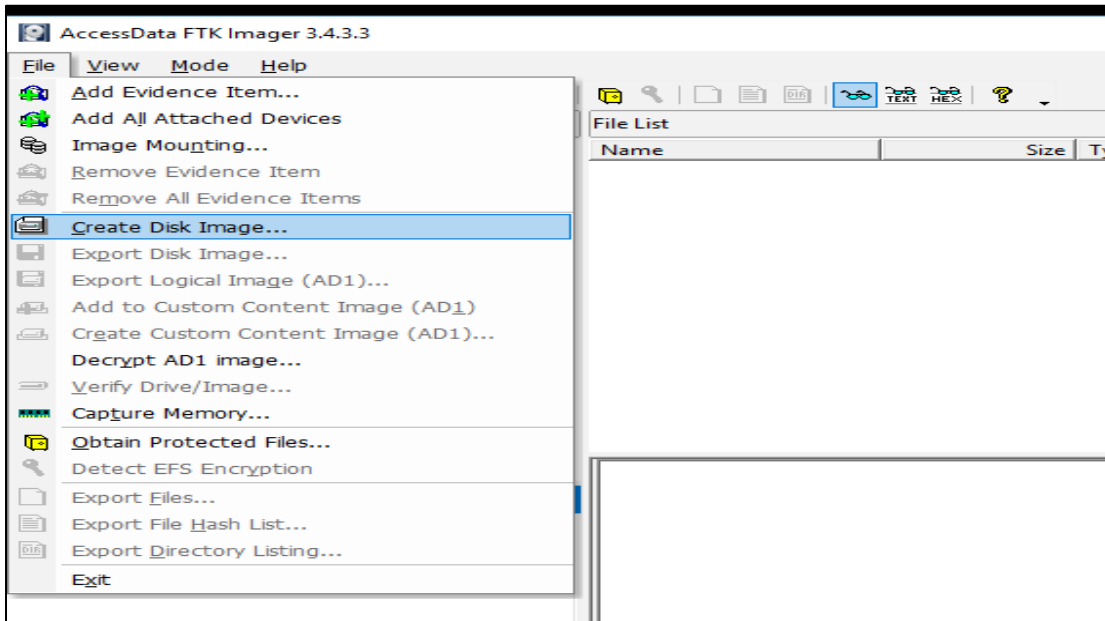 AccessData FTK Imager 3.4.3.3
File View Mode Help
Add Evidence Item...
Add All Attached Devices
Image Mounting...
Remove Evidence Item
Remove All Evidence Items
Create Disk Image...
Export Disk Image...
Export Logical Image (AD1)...
Add to Custom Content Image (AD1)
Create Custom Content Image (AD1)...
Decrypt AD1 image...
Verify Drive/Image...
Capture Memory...
Obtain Protected Files...
Detect EFS Encryption
Export Files...
Export File Hash List...
Export Directory Listing...
Exit
TEXT HEX ?
File List
Name Size